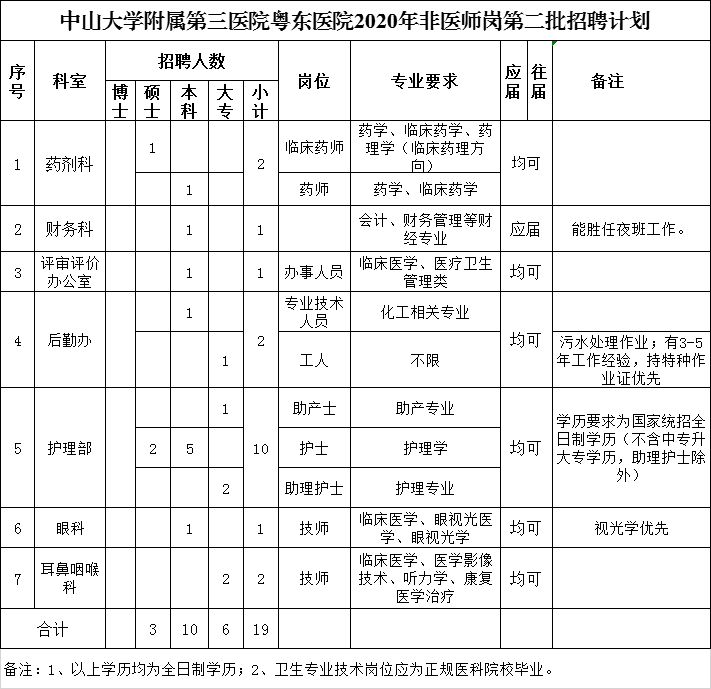 中山大学附属第三医院粤东医院2020年非医师岗第二批招聘计划
序号 科室 招聘人数 岗位 专业要求 应届 往届 备注
博士 硕士 本科 大专 小计
1 药剂科 1 2 临床药师 药学、临床药学、药理学（临床药理方向） 均可
1 药师 药学、临床药学
2 财务科 1 1 会计、财务管理等财经专业 应届 能胜任夜班工作。
3 评审评价办公室 1 1 办事人员 临床医学、医疗卫生管理类 均可
4 后勤办 1 2 专业技术人员 化工相关专业 均可
1 工人 不限 污水处理作业；有3-5年工作经验，持特种作业证优先
5 护理部 1 10 助产士 助产专业 均可 学历要求为国家统招全日制学历（不含中专升大专学历，助理护士除外）
2 5 护士 护理学
2 助理护士 护理专业
6 眼科 1 1 技师 临床医学、眼视光医学、眼视光学 均可 视光学优先
7 耳鼻咽喉科 2 2 技师 临床医学、医学影像技术、听力学、康复医学治疗 均可
合计 3 10 6 19
备注：1、以上学历均为全日制学历；2、卫生专业技术岗位应为正规医科院校毕业。